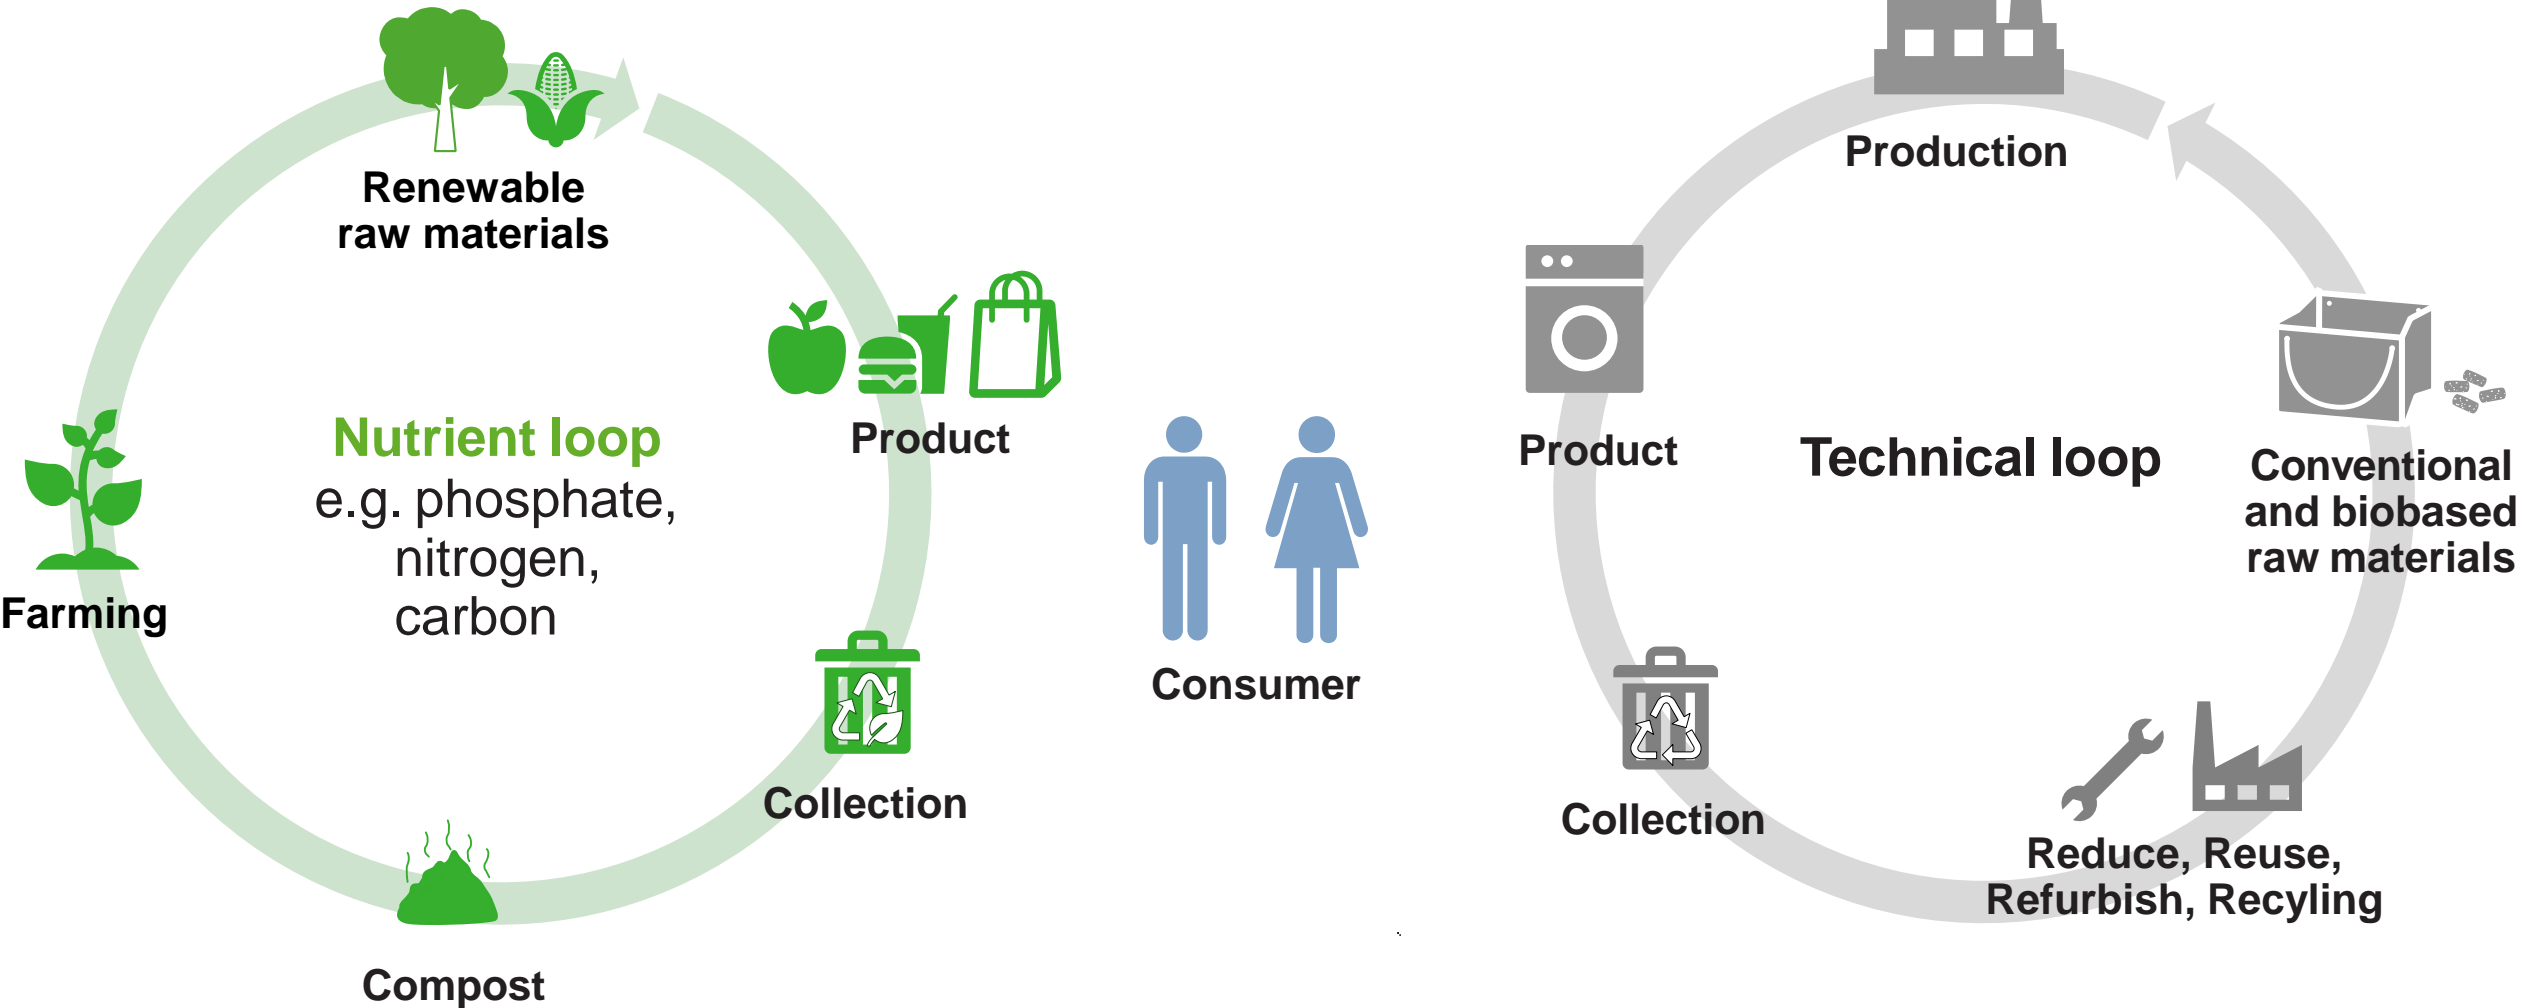 Renewable
raw materials
Product
Nutrient loop
e.g. phosphate,
nitrogen,
carbon
Farming
Collection
Compost
Consumer
Production
Product
Technical loop
Conventional
and biobased
raw materials
Collection
Reduce, Reuse,
Refurbish, Recyling